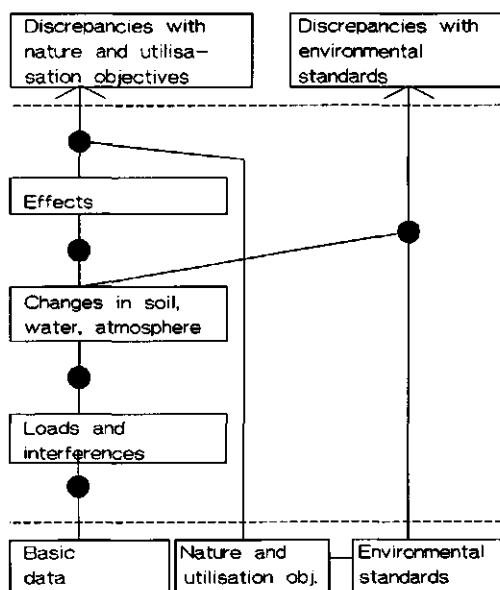 Discrepancies with
nature and utilisa-
sation objectives
Discrepancies with
environmental
standards
Effects
Changes in soil,
water, atmosphere
Loads and
interferences
Basic
data
Nature and
utilisation obj.
Environmental
standards